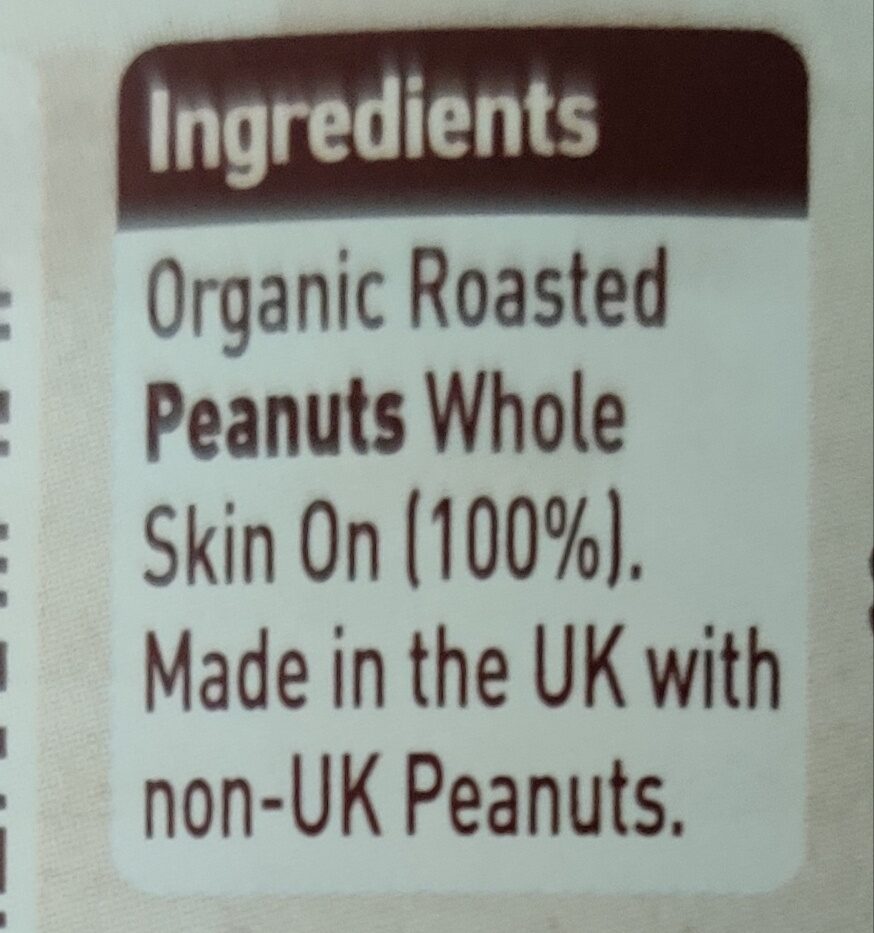 Ingredients
Organic Roasted
Peanuts Whole
Skin On (100%).
Made in the UK with
non-UK Peanuts.